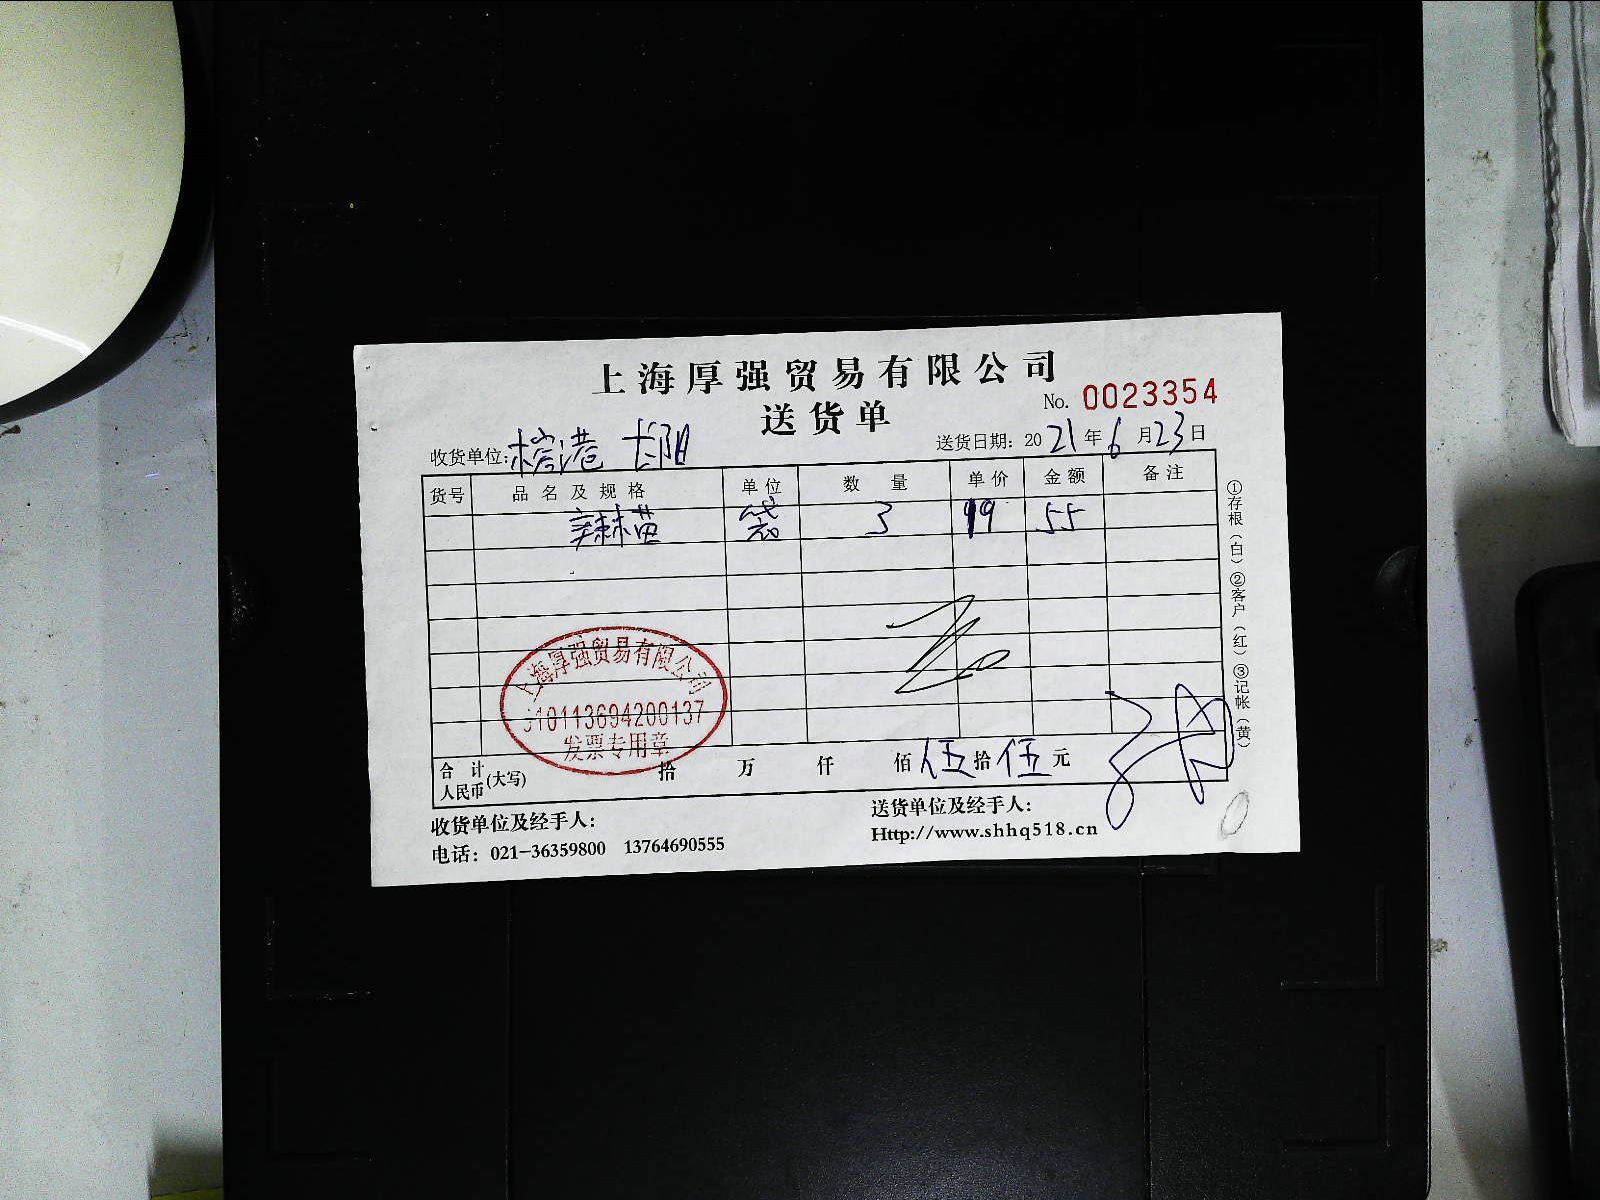 上海厚强贸易有限公司
送货单
No. 0023354
收货单位: 榕港 长阳
送货日期: 2021年6月23日
货号 品名及规格 单位 数量 单价 金额 备注
辣椒苗 袋 3 19 55
上海厚强贸易有限公司
310113694200137
发票专用章
合计人民币(大写) 拾 万 仟 佰 伍拾伍元
收货单位及经手人:
送货单位及经手人:
电话: 021-36359800 13764690555
Http://www.shhq518.cn
①存根(白)②客户(红)③记帐(黄)